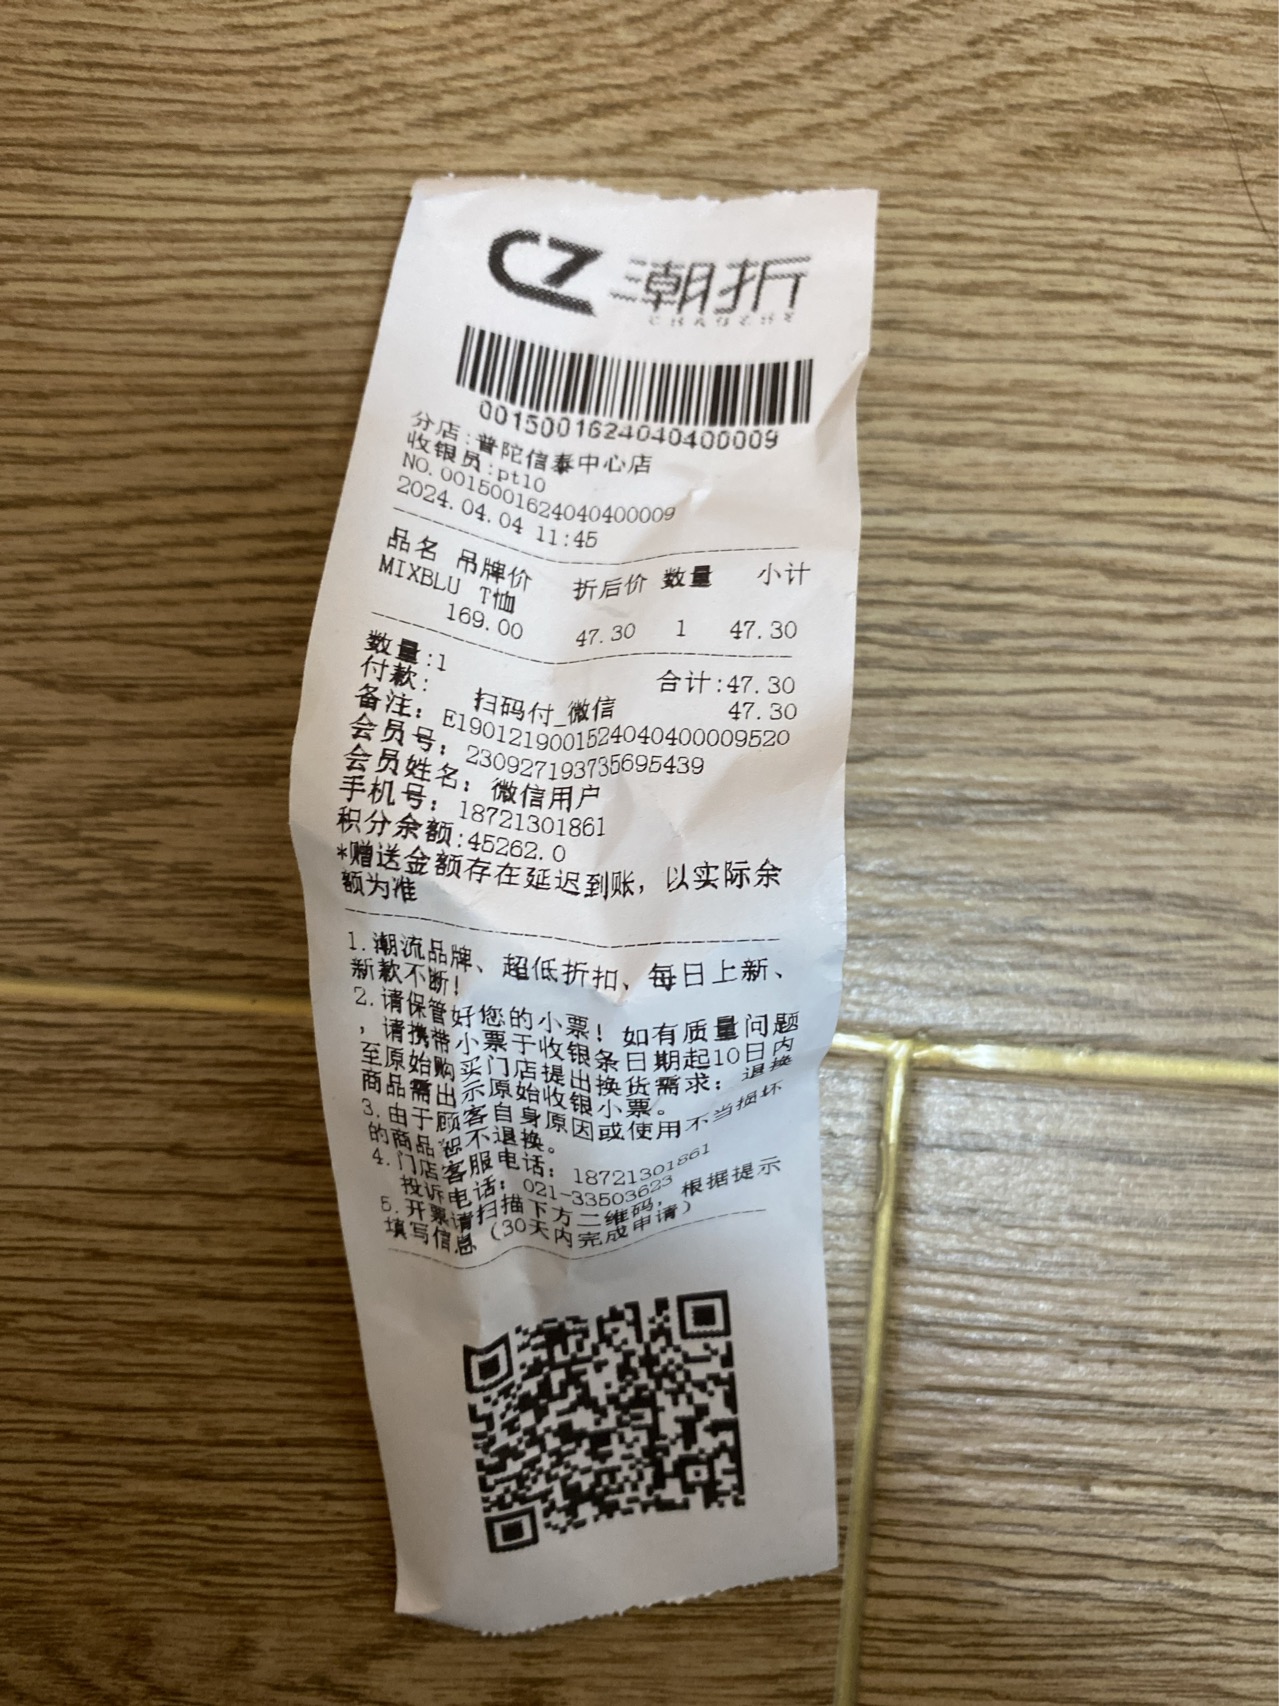 CZ 潮折
CHAOZHE
0015001624040400009
分店:普陀信泰中心店
收银员:pt10
NO.0015001624040400009
2024.04.04 11:45
品名 吊牌价 折后价 数量 小计
MIXBLU T恤
169.00 47.30 1 47.30
数量:1 合计:47.30
付款: 扫码付_微信 47.30
备注: E1901219001524040400009520
会员号: 230927193735695439
会员姓名: 微信用户
手机号: 18721301861
积分余额:45262.0
*赠送金额存在延迟到账, 以实际余
额为准
1.潮流品牌、超低折扣、每日上新、
新款不断!
2.请保管好您的小票! 如有质量问题
, 请携带小票于收银条日期起10日内
至原始购买门店提出换货需求; 退换
商品需出示原始收银小票。
3.由于顾客自身原因或使用不当损坏
的商品恕不退换。
4.门店客服电话: 18721301861
投诉电话: 021-33503623
5.开票请扫描下方二维码, 根据提示
填写信息 (30天内完成申请)